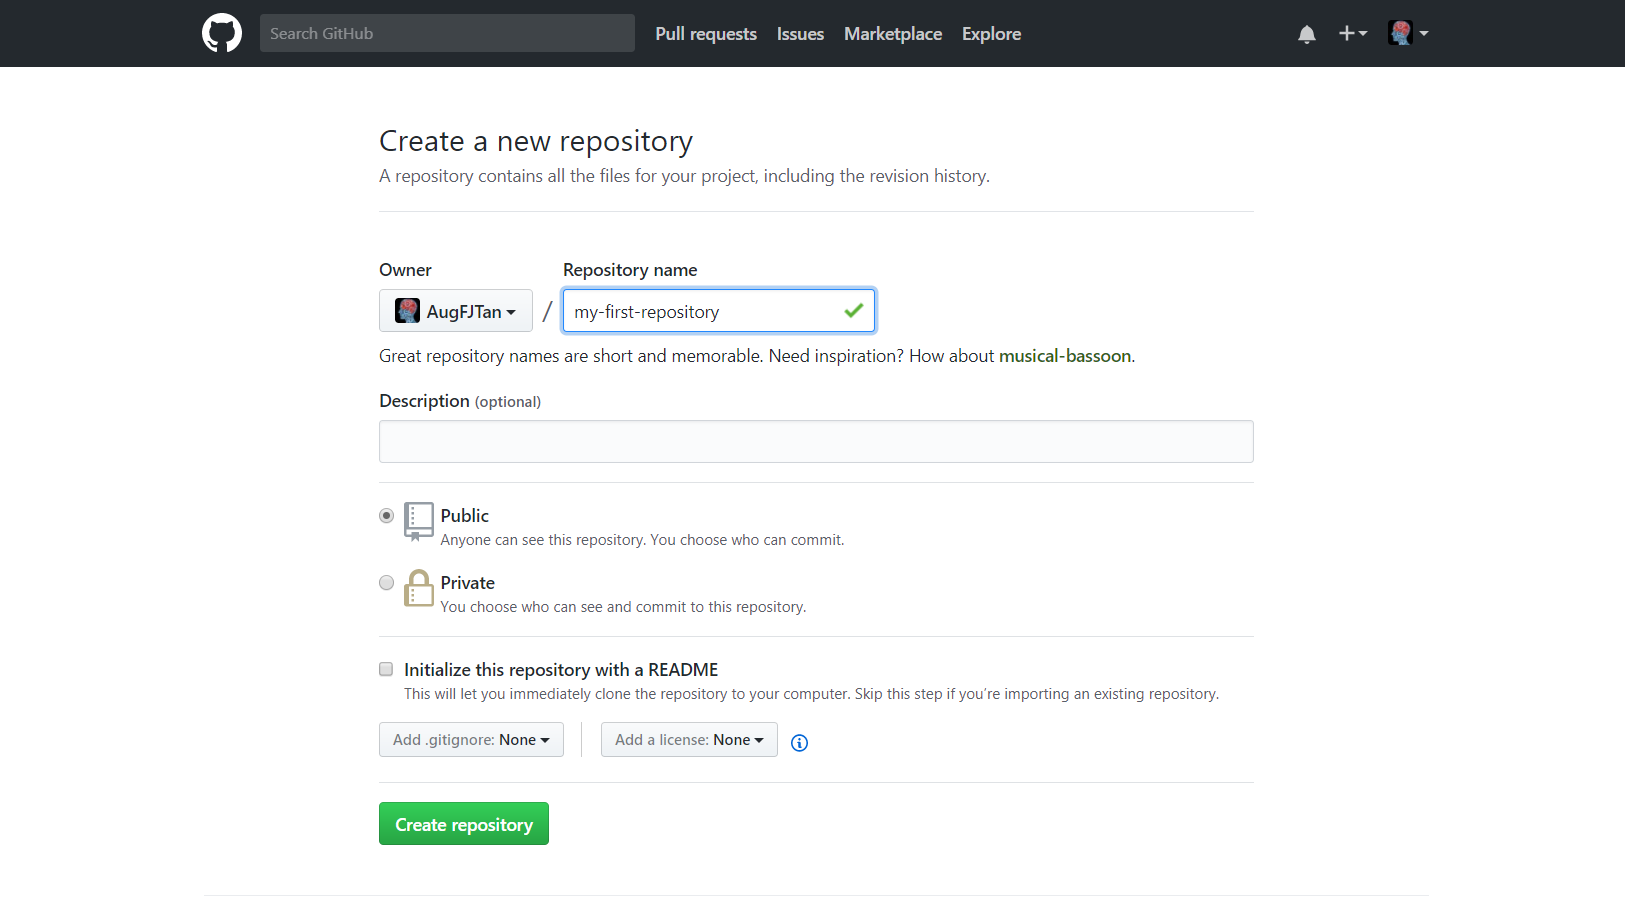 Search GitHub Pull requests Issues Marketplace Explore
Create a new repository
A repository contains all the files for your project, including the revision history.
Owner Repository name
AugFJTan / my-first-repository
Great repository names are short and memorable. Need inspiration? How about musical-bassoon.
Description (optional)
Public
Anyone can see this repository. You choose who can commit.
Private
You choose who can see and commit to this repository.
Initialize this repository with a README
This will let you immediately clone the repository to your computer. Skip this step if you’re importing an existing repository.
Add .gitignore: None Add a license: None
Create repository